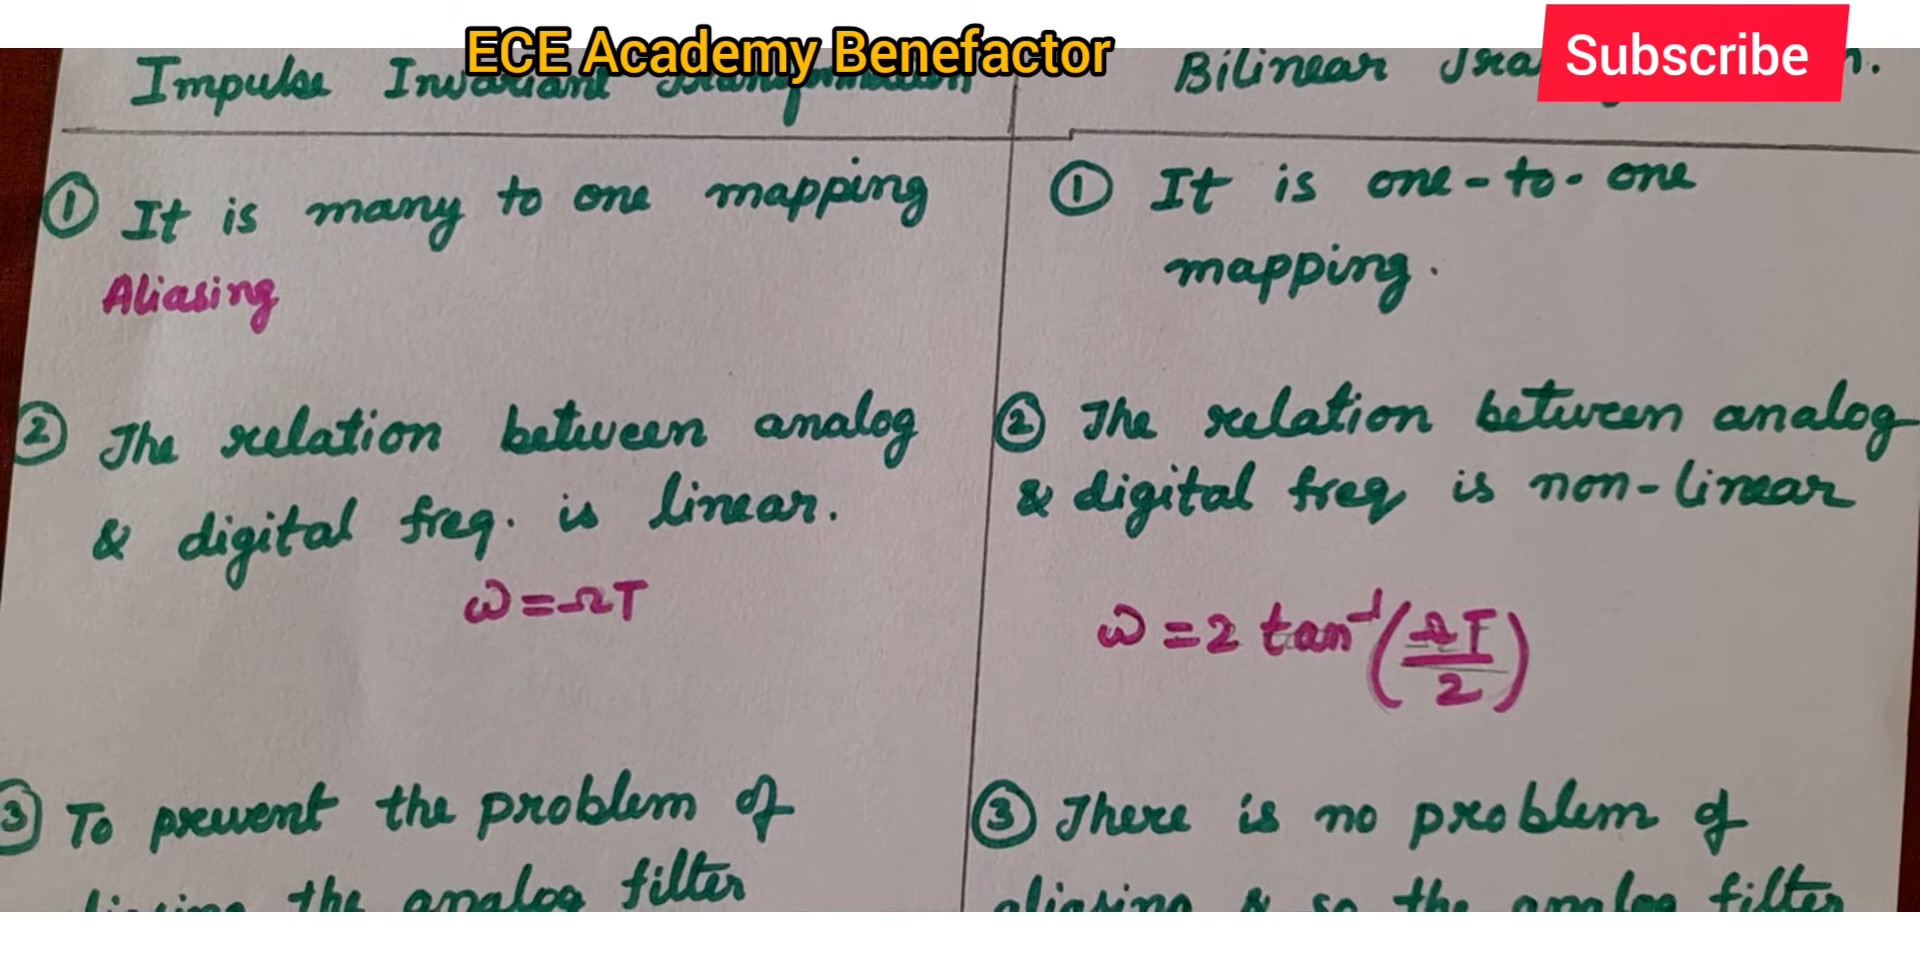 ECE Academy Benefactor
Subscribe
Impulse Invariant Transformation
Bilinear
① It is many to one mapping
Aliasing
② The relation between analog
& digital freq. is linear.
ω = ΩT
③ To prevent the problem of
the analog filter
① It is one-to-one
mapping.
② The relation between analog
& digital freq is non-linear
ω = 2 tan⁻¹(ΩT/2)
③ There is no problem of
aliasing & so the analog filter